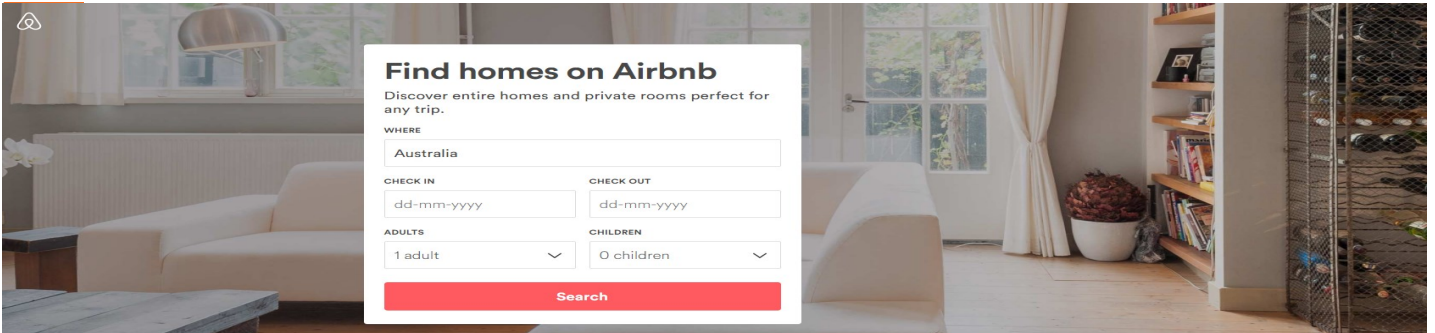 Find homes on Airbnb
Discover entire homes and private rooms perfect for
any trip.
WHERE
Australia
CHECK IN
CHECK OUT
dd-mm-yyyy
dd-mm-yyyy
ADULTS
CHILDREN
1 adult
0 children
Search